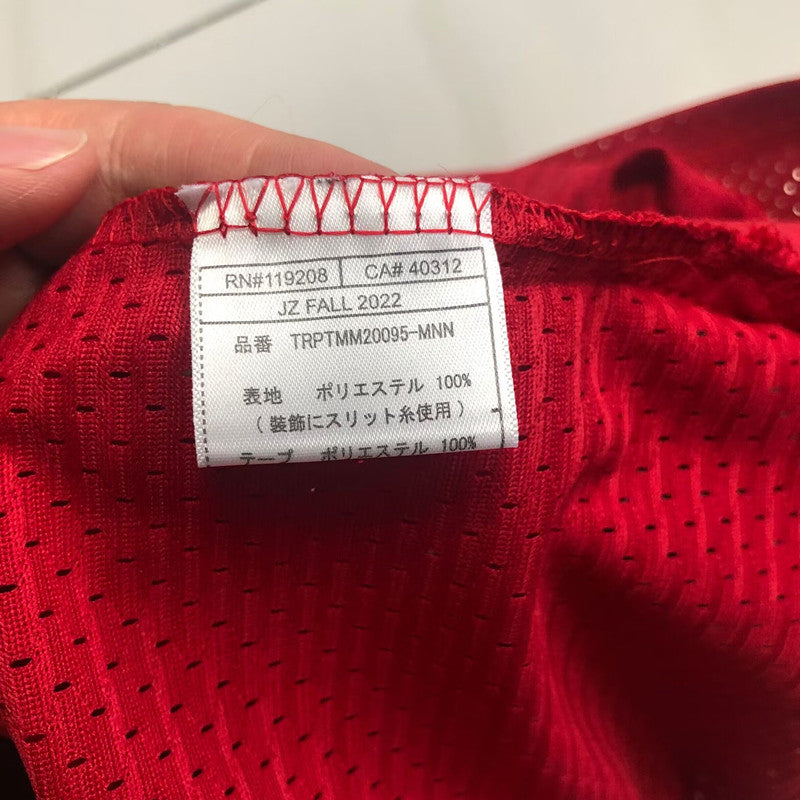 RN#119208 CA# 40312
JZ FALL 2022
品番 TRPTMM20095-MNN
表地 ポリエステル 100%
( 装飾にスリット糸使用 )
テープ ポリエステル 100%